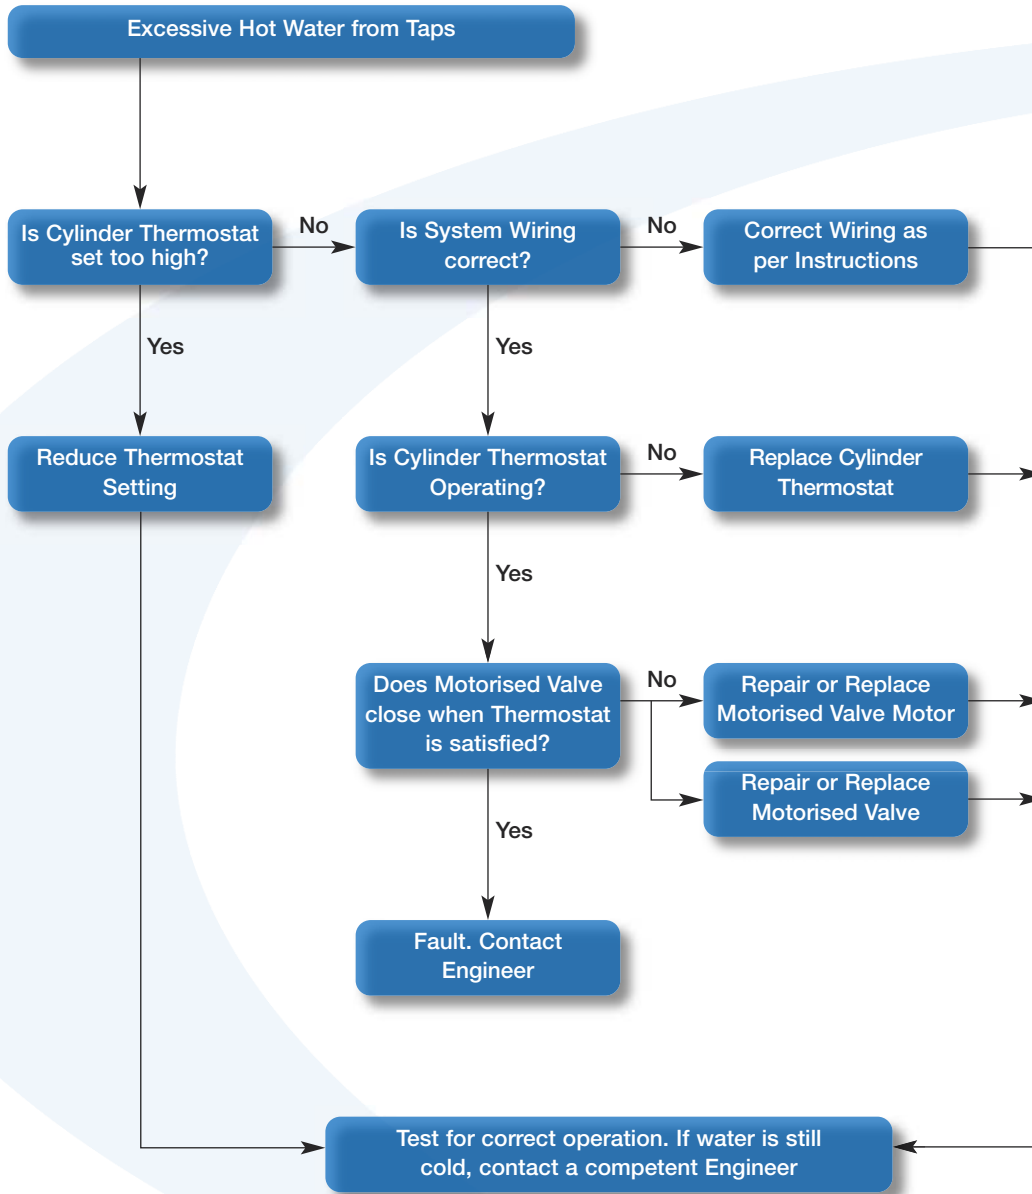 Excessive Hot Water from Taps
Is Cylinder Thermostat
set too high?
No
Is System Wiring
correct?
No
Correct Wiring as
per Instructions
Yes
Yes
Reduce Thermostat
Setting
Is Cylinder Thermostat
Operating?
No
Replace Cylinder
Thermostat
Yes
Does Motorised Valve
close when Thermostat
is satisfied?
No
Repair or Replace
Motorised Valve Motor
Repair or Replace
Motorised Valve
Yes
Fault. Contact
Engineer
Test for correct operation. If water is still
cold, contact a competent Engineer